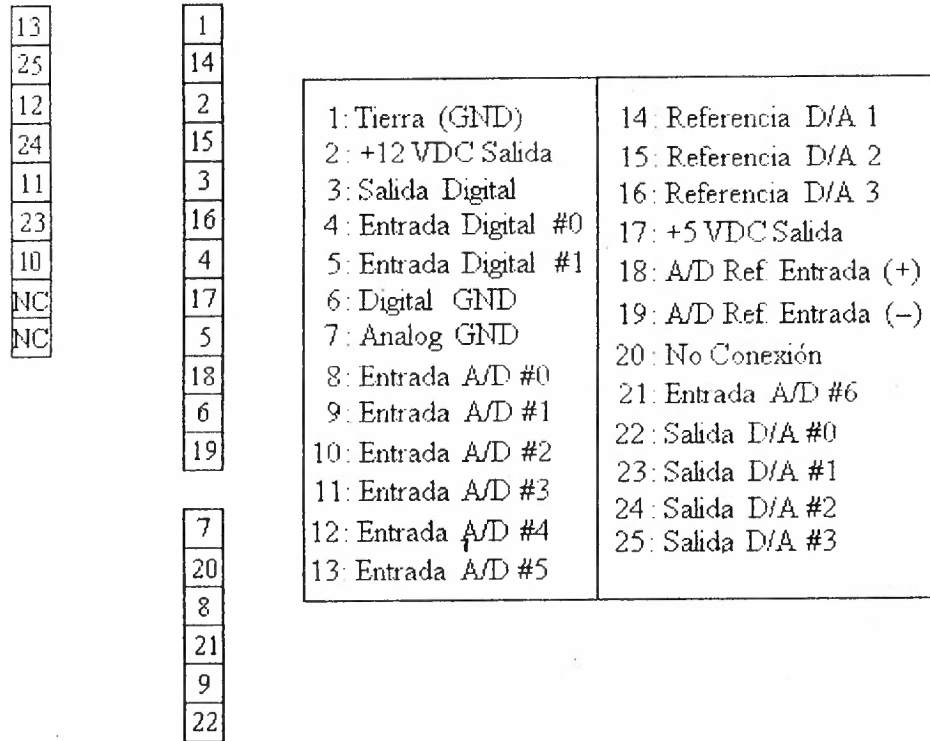 13
25
12
24
11
23
10
NC
NC
1
14
2
15
3
16
4
17
5
18
6
19
7
20
8
21
9
22
1: Tierra (GND)
2: +12 VDC Salida
3: Salida Digital
4: Entrada Digital #0
5: Entrada Digital #1
6: Digital GND
7: Analog GND
8: Entrada A/D #0
9: Entrada A/D #1
10: Entrada A/D #2
11: Entrada A/D #3
12: Entrada A/D #4
13: Entrada A/D #5
14: Referencia D/A 1
15: Referencia D/A 2
16: Referencia D/A 3
17: +5 VDC Salida
18: A/D Ref. Entrada (+)
19: A/D Ref. Entrada (–)
20: No Conexión
21: Entrada A/D #6
22: Salida D/A #0
23: Salida D/A #1
24: Salida D/A #2
25: Salida D/A #3